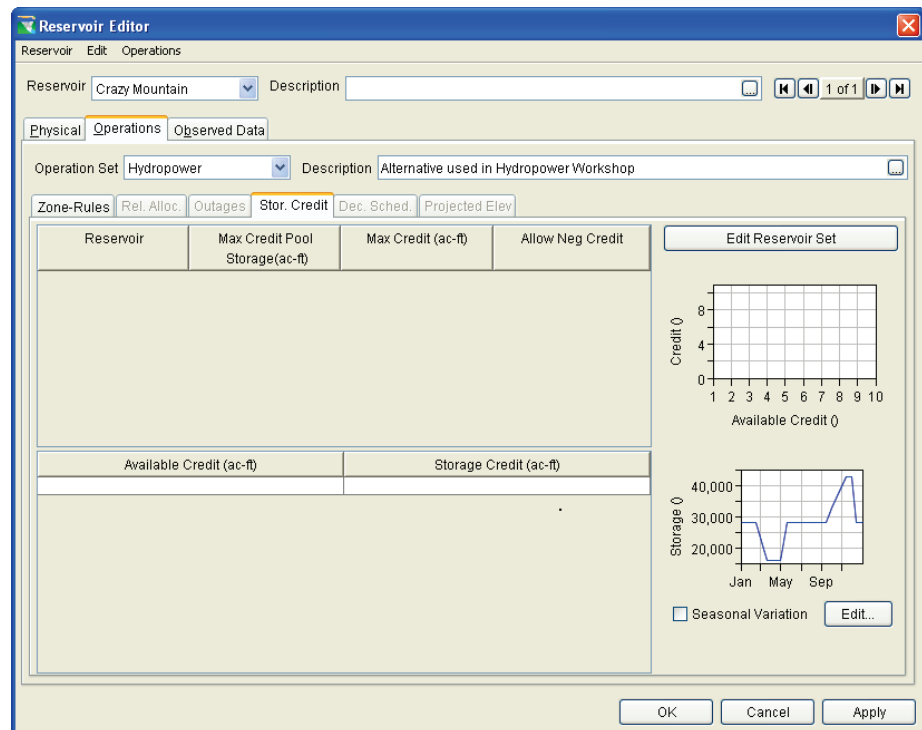 Reservoir Editor
Reservoir Edit Operations
Reservoir Crazy Mountain Description ... 1 of 1
Physical Operations Observed Data
Operation Set Hydropower Description Alternative used in Hydropower Workshop ...
Zone-Rules Rel. Alloc. Outages Stor. Credit Dec. Sched. Projected Elev
Reservoir Max Credit Pool Max Credit (ac-ft) Allow Neg Credit
Storage(ac-ft)
Edit Reservoir Set
8
4
0
Credit ()
1 2 3 4 5 6 7 8 9 10
Available Credit ()
Available Credit (ac-ft) Storage Credit (ac-ft)
40,000
30,000
20,000
Storage ()
Jan May Sep
Seasonal Variation Edit...
OK Cancel Apply